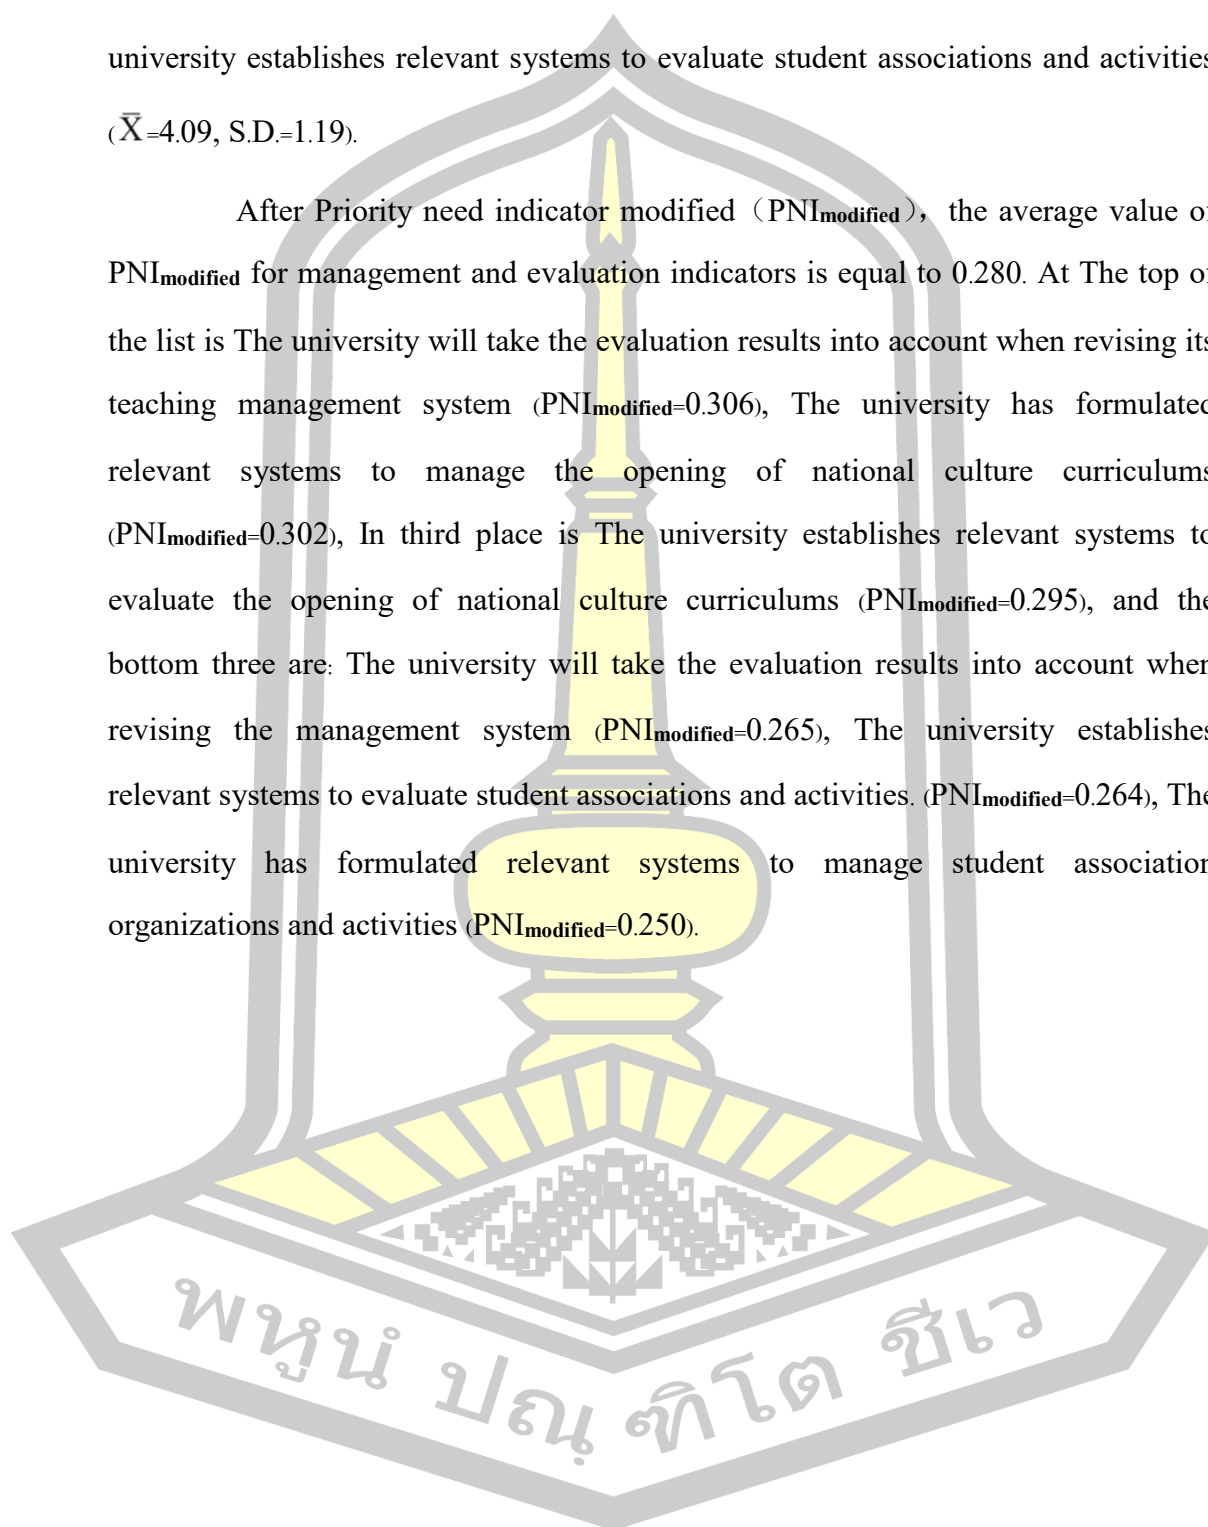 university establishes relevant systems to evaluate student associations and activities
(X̄=4.09, S.D.=1.19).
After Priority need indicator modified（PNImodified）, the average value of
PNImodified for management and evaluation indicators is equal to 0.280. At The top of
the list is The university will take the evaluation results into account when revising its
teaching management system (PNImodified=0.306), The university has formulated
relevant systems to manage the opening of national culture curriculums
(PNImodified=0.302), In third place is The university establishes relevant systems to
evaluate the opening of national culture curriculums (PNImodified=0.295), and the
bottom three are: The university will take the evaluation results into account when
revising the management system (PNImodified=0.265), The university establishes
relevant systems to evaluate student associations and activities. (PNImodified=0.264), The
university has formulated relevant systems to manage student association
organizations and activities (PNImodified=0.250).
พหูนํ ปณฺฑิโต ชีเว